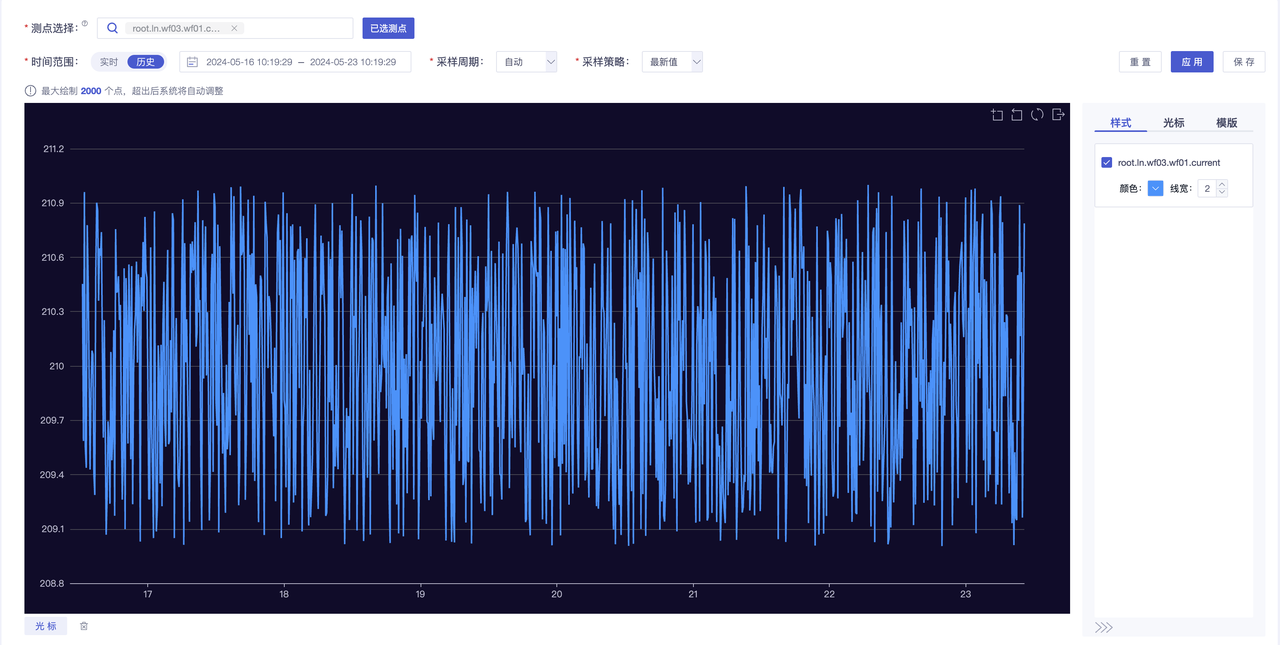 * 测点选择： ?
root.ln.wf03.wf01.c... ×
已选测点
* 时间范围： 实时 历史 2024-05-16 10:19:29 – 2024-05-23 10:19:29 * 采样周期： 自动 * 采样策略： 最新值 重 置 应 用 保 存
最大绘制 2000 个点，超出后系统将自动调整
样式 光标 模版
root.ln.wf03.wf01.current
颜色： 线宽： 2
211.2
210.9
210.6
210.3
210
209.7
209.4
209.1
208.8
17 18 19 20 21 22 23
光 标